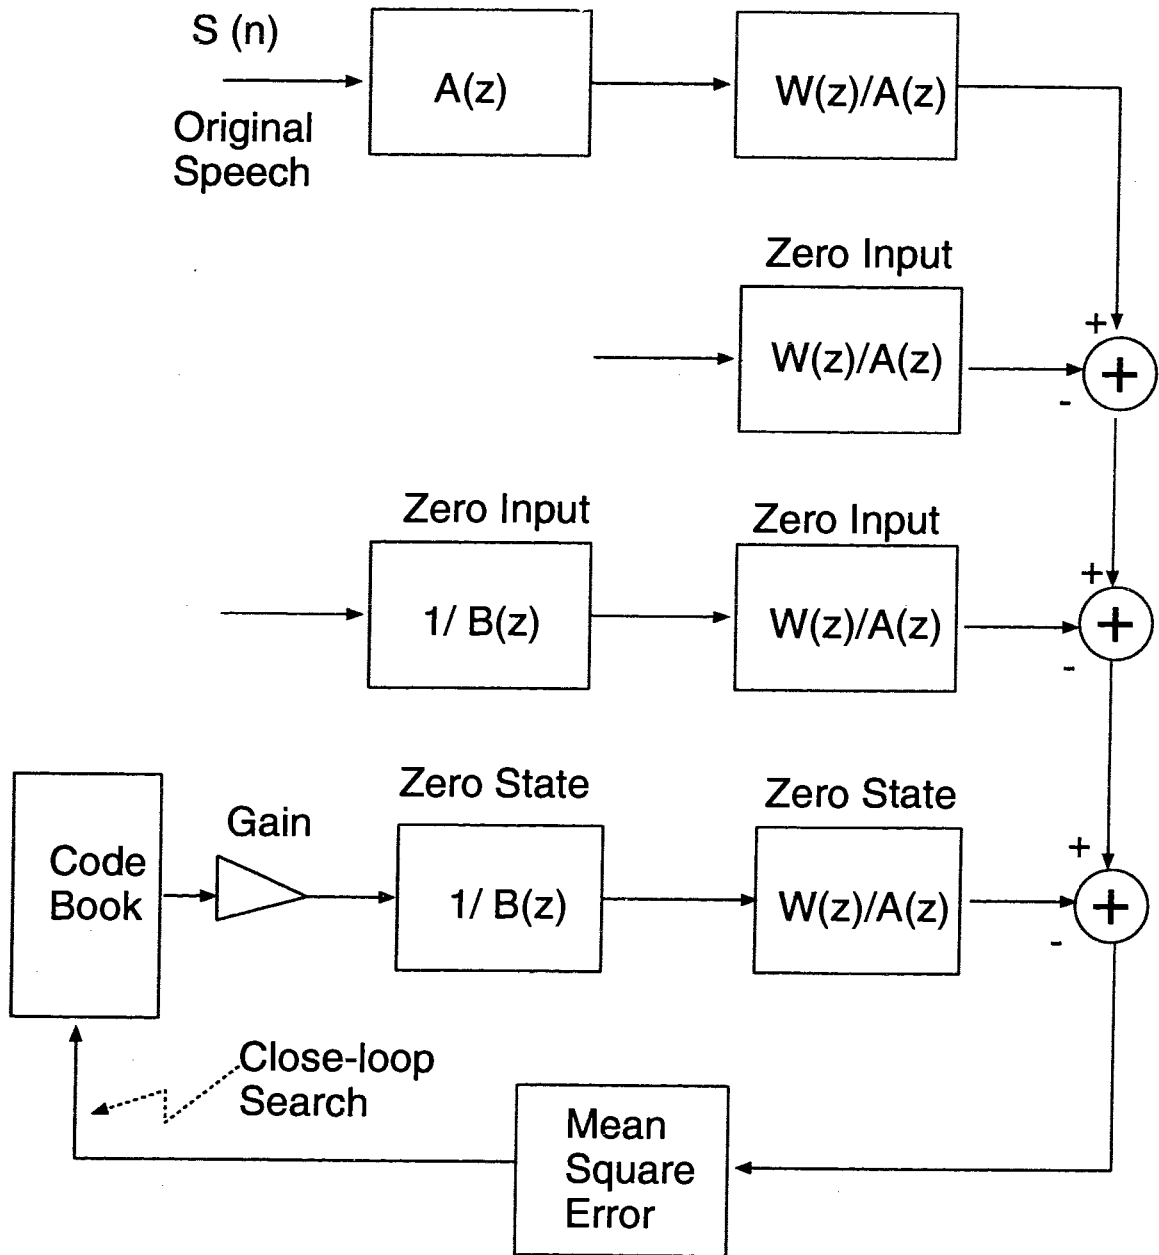 S (n)
A(z)
W(z)/A(z)
Original
Speech
Zero Input
W(z)/A(z)
+
+
-
Zero Input
Zero Input
1/ B(z)
W(z)/A(z)
+
+
-
Zero State
Zero State
Gain
Code
Book
1/ B(z)
W(z)/A(z)
+
+
-
Close-loop
Search
Mean
Square
Error